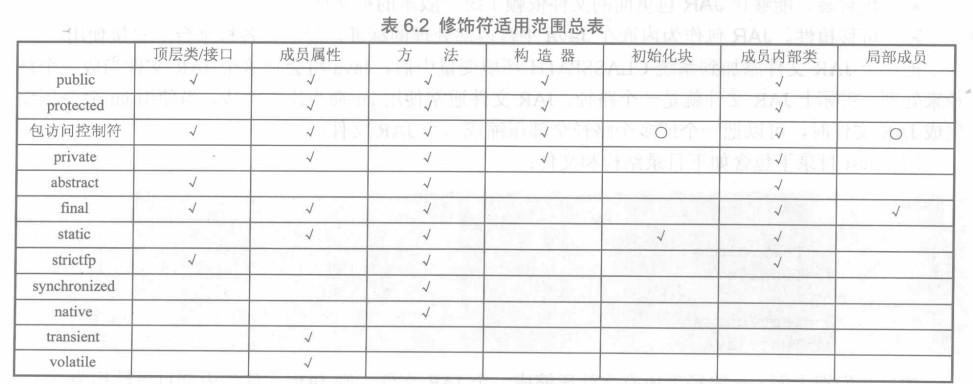 表 6.2 修饰符适用范围总表
顶层类/接口 成员属性 方 法 构 造 器 初始化块 成员内部类 局部成员
public √ √ √ √ √
protected √ √ √ √
包访问控制符 √ √ √ √ ○ √ ○
private √ √ √ √
abstract √ √ √
final √ √ √ √ √
static √ √ √ √
strictfp √ √ √
synchronized √
native √
transient √
volatile √